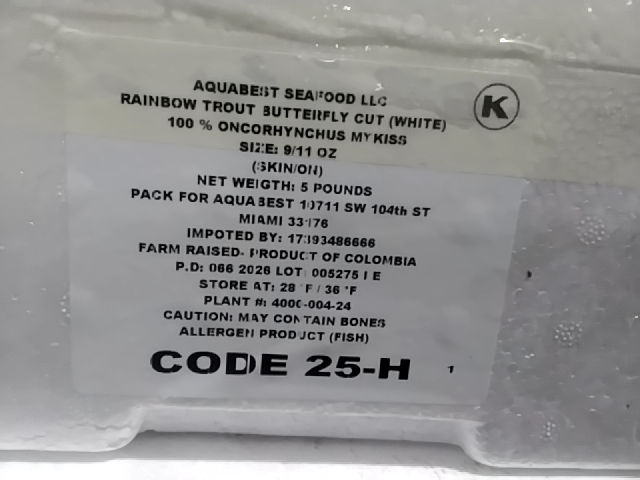 AQUABEST SEAFOOD LLC
K
RAINBOW TROUT BUTTERFLY CUT (WHITE)
100 % ONCORHYNCHUS MYKISS
SIZE: 9/11 OZ
(SKIN/ON)
NET WEIGTH: 5 POUNDS
PACK FOR AQUABEST 10711 SW 104th ST
MIAMI 33176
IMPOTED BY: 17393486666
FARM RAISED- PRODUCT OF COLOMBIA
P.D: 066 2026 LOT: 005275
STORE AT: 28 °F / 36 °F
PLANT #: 4000-004-24
CAUTION: MAY CONTAIN BONES
ALLERGEN PRODUCT (FISH)
CODE 25-H 1